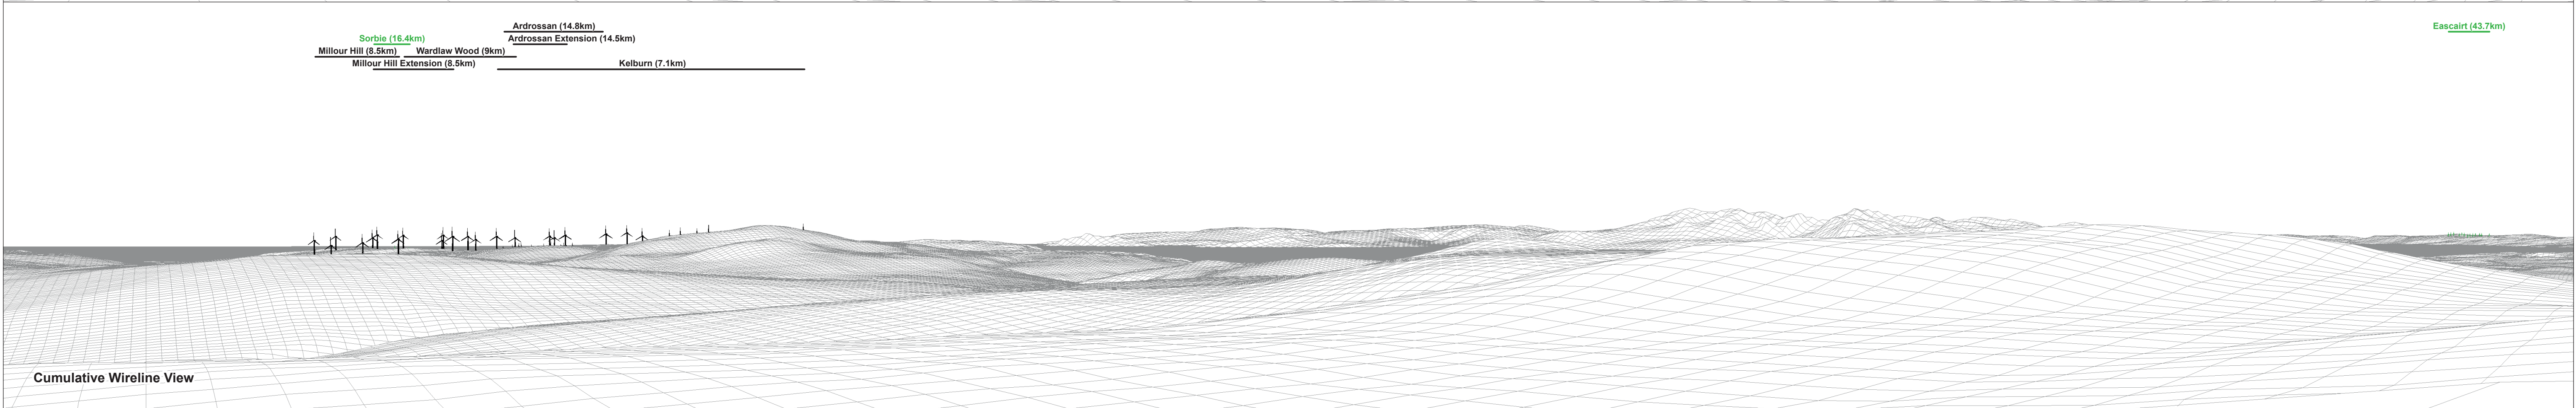 Ardrossan (14.8km)
Eascairt (43.7km)
Sorbie (16.4km)
Ardrossan Extension (14.5km)
Millour Hill (8.5km)
Wardlaw Wood (9km)
Millour Hill Extension (8.5km)
Kelburn (7.1km)
Cumulative Wireline View